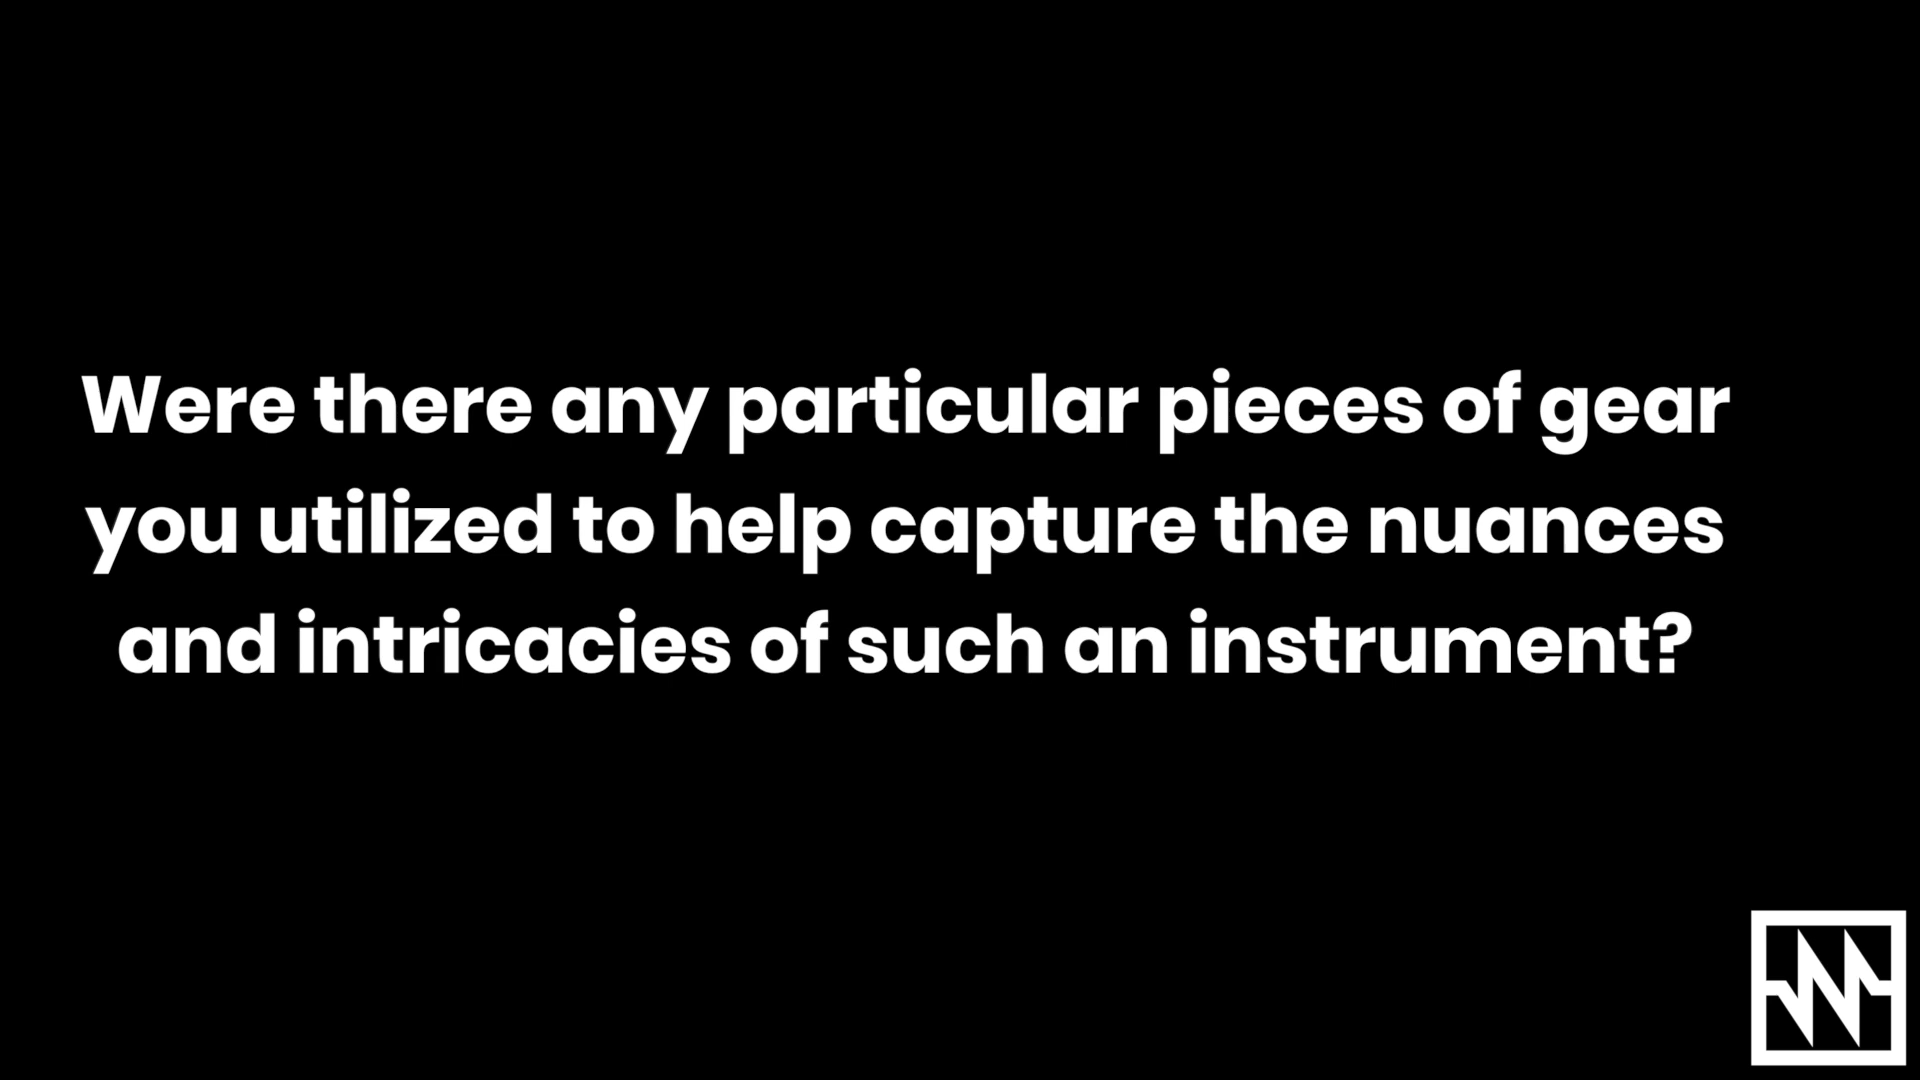 Were there any particular pieces of gear
you utilized to help capture the nuances
and intricacies of such an instrument?